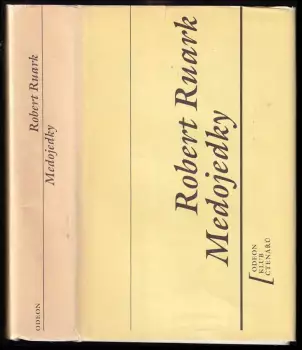 Robert Ruark
Medojedky
ODEON
Robert Ruark
Medojedky
ODEON
KLUB
ČTENÁŘŮ